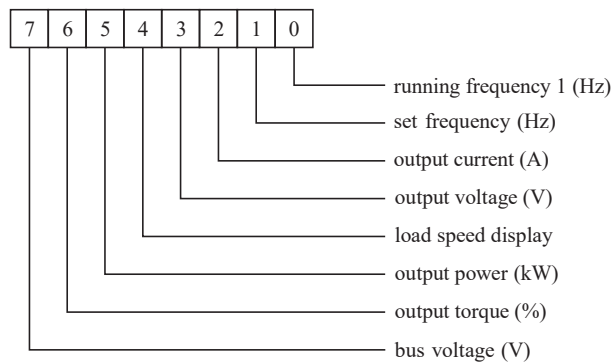 7 6 5 4 3 2 1 0
running frequency 1 (Hz)
set frequency (Hz)
output current (A)
output voltage (V)
load speed display
output power (kW)
output torque (%)
bus voltage (V)